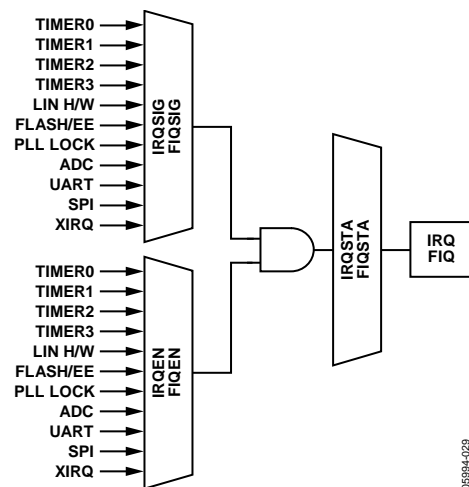 TIMER0
TIMER1
TIMER2
TIMER3
LIN H/W
FLASH/EE
PLL LOCK
ADC
UART
SPI
XIRQ
IRQSIG
FIQSIG
TIMER0
TIMER1
TIMER2
TIMER3
LIN H/W
FLASH/EE
PLL LOCK
ADC
UART
SPI
XIRQ
IRQEN
FIQEN
IRQSTA
FIQSTA
IRQ
FIQ
05994-029